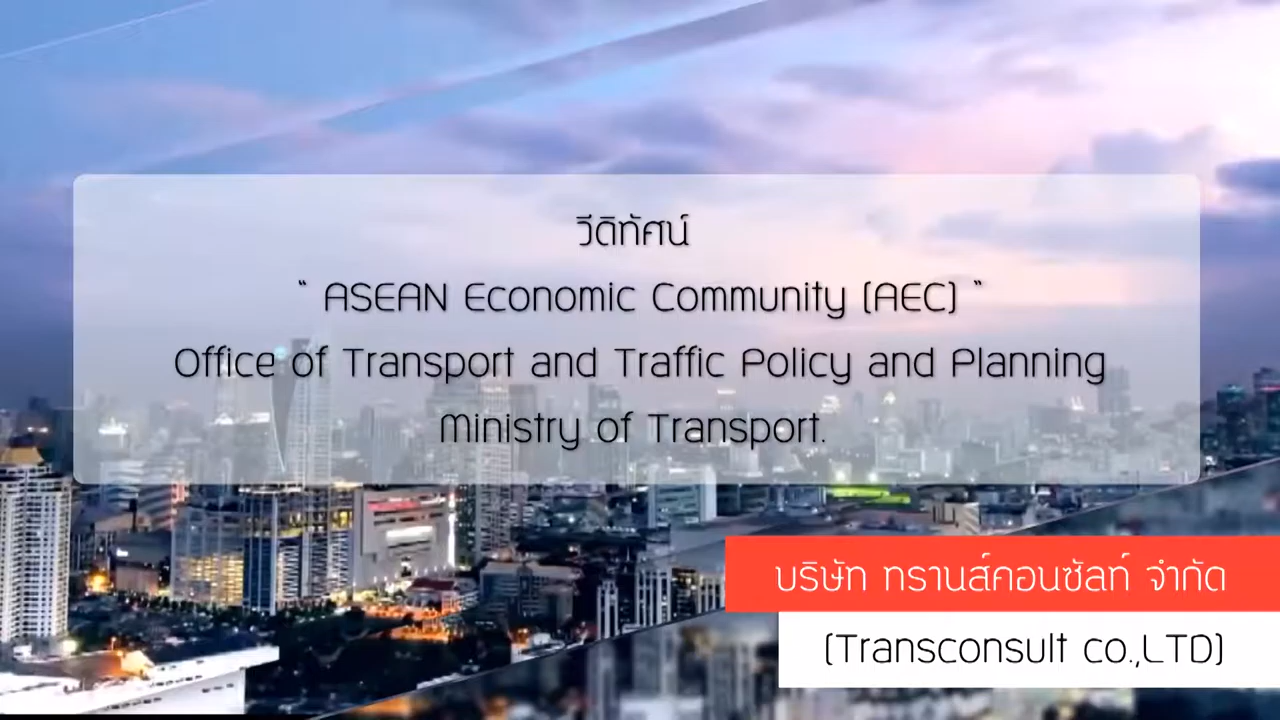 วีดิทัศน์
“ ASEAN Economic Community (AEC) ”
Office of Transport and Traffic Policy and Planning
Ministry of Transport.
บริษัท ทรานส์คอนซัลท์ จำกัด
(Transconsult co.,LTD)